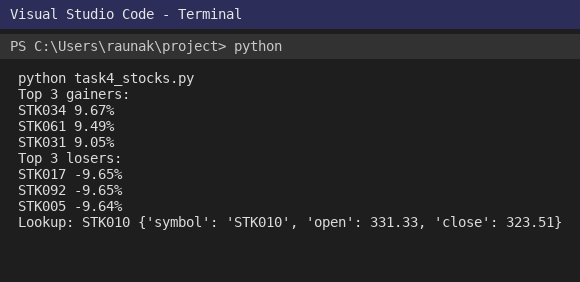 Visual Studio Code - Terminal
PS C:\Users\raunak\project> python
python task4_stocks.py
Top 3 gainers:
STK034 9.67%
STK061 9.49%
STK031 9.05%
Top 3 losers:
STK017 -9.65%
STK092 -9.65%
STK005 -9.64%
Lookup: STK010 {'symbol': 'STK010', 'open': 331.33, 'close': 323.51}